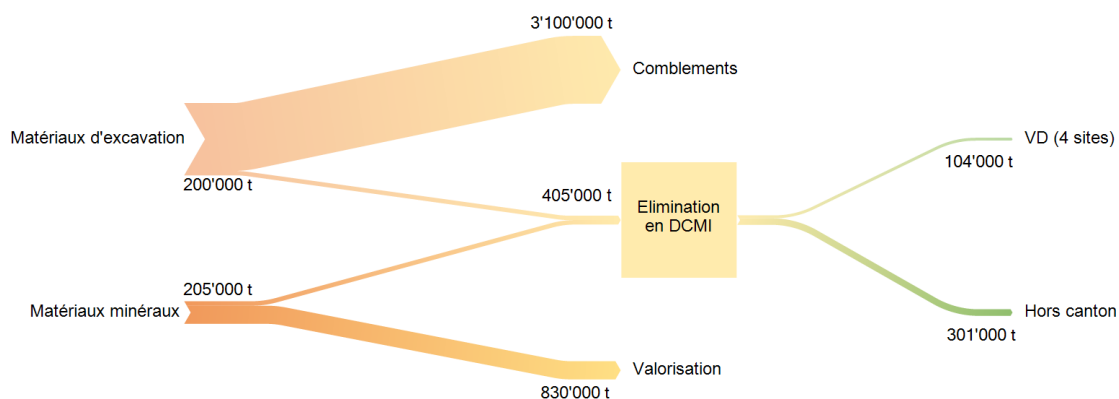 3'100'000 t
Comblements
Matériaux d'excavation
VD (4 sites)
104'000 t
200'000 t
405'000 t
Elimination
en DCMI
205'000 t
Matériaux minéraux
Hors canton
301'000 t
Valorisation
830'000 t